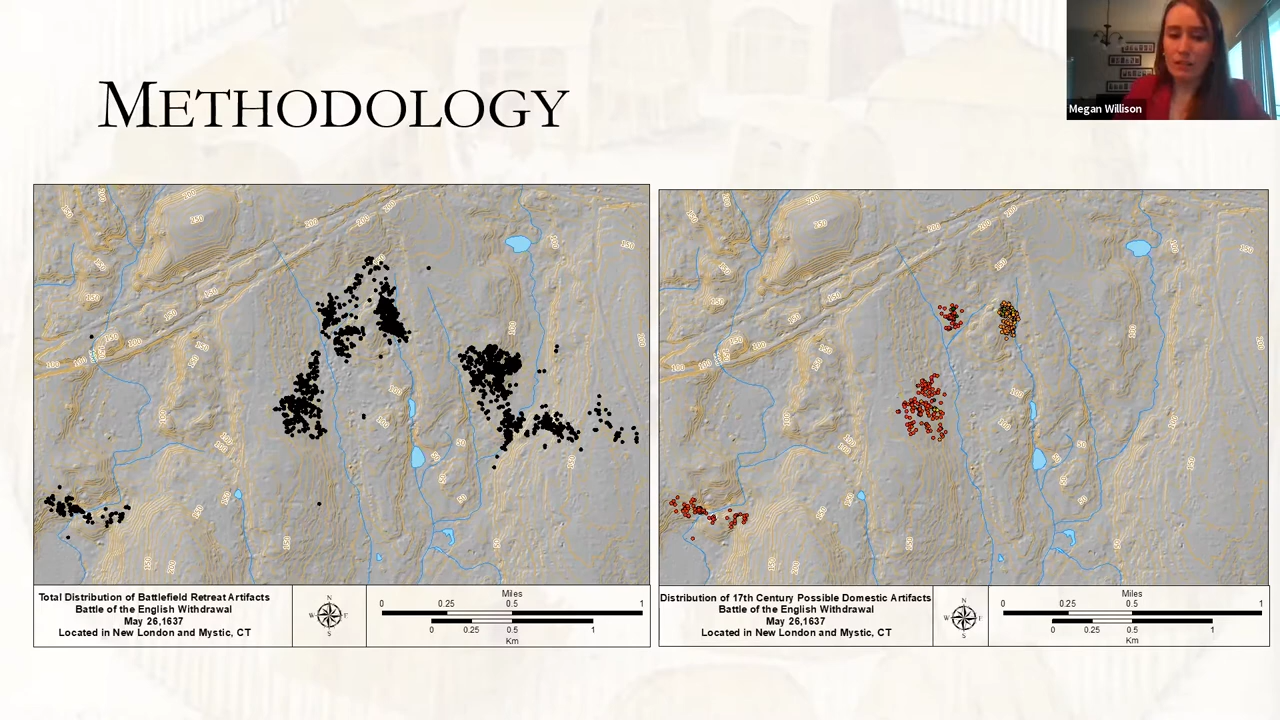 METHODOLOGY
Megan Willison
Total Distribution of Battlefield Retreat Artifacts
Battle of the English Withdrawal
May 26,1637
Located in New London and Mystic, CT
N
W E
S
Miles
0 0.25 0.5 1
0 0.25 0.5 1
Km
Distribution of 17th Century Possible Domestic Artifacts
Battle of the English Withdrawal
May 26,1637
Located in New London and Mystic, CT
N
W E
S
Miles
0 0.25 0.5 1
0 0.25 0.5 1
Km